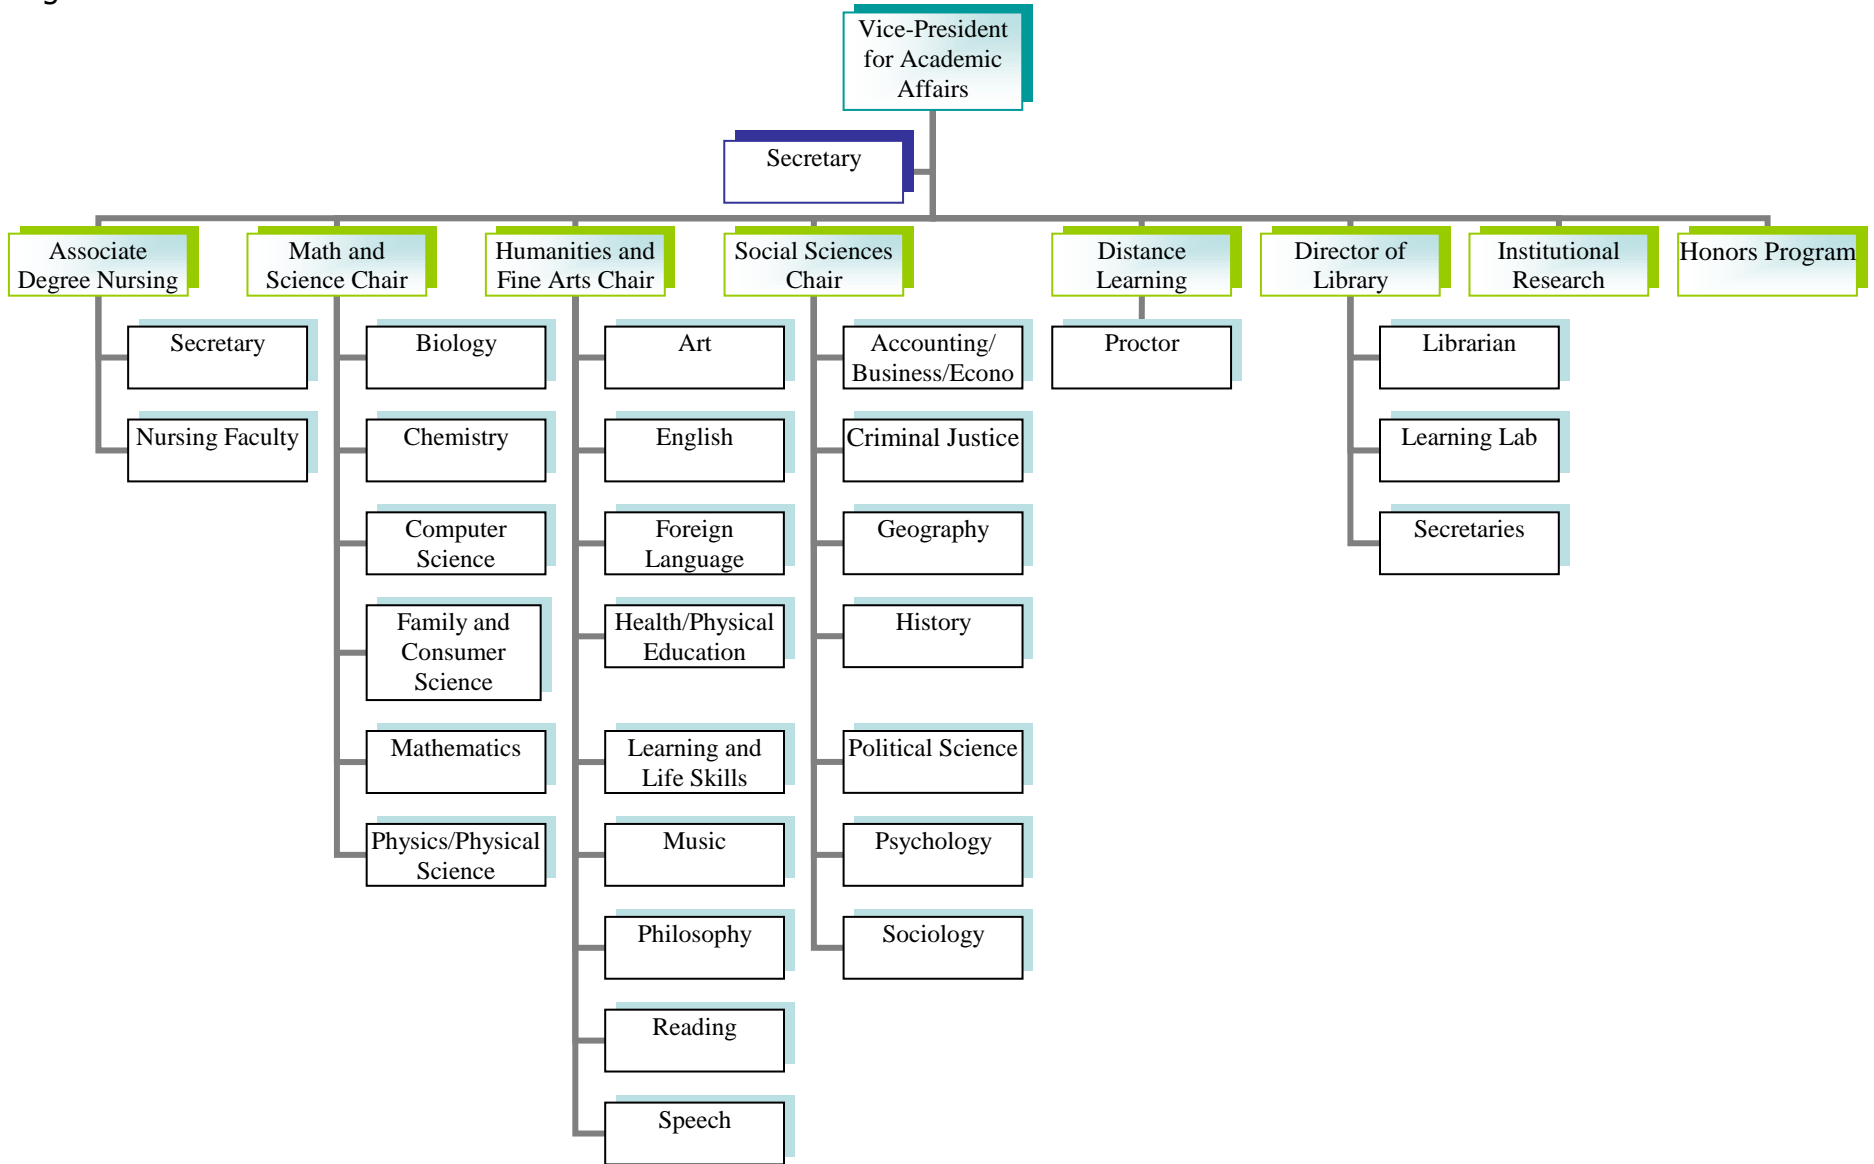 Vice-President
for Academic
Affairs
Secretary
Associate
Degree Nursing
Math and
Science Chair
Humanities and
Fine Arts Chair
Social Sciences
Chair
Distance
Learning
Director of
Library
Institutional
Research
Honors Program
Secretary
Nursing Faculty
Biology
Chemistry
Computer
Science
Family and
Consumer
Science
Mathematics
Physics/Physical
Science
Art
English
Foreign
Language
Health/Physical
Education
Learning and
Life Skills
Music
Philosophy
Reading
Speech
Accounting/
Business/Econo
Criminal Justice
Geography
History
Political Science
Psychology
Sociology
Proctor
Librarian
Learning Lab
Secretaries